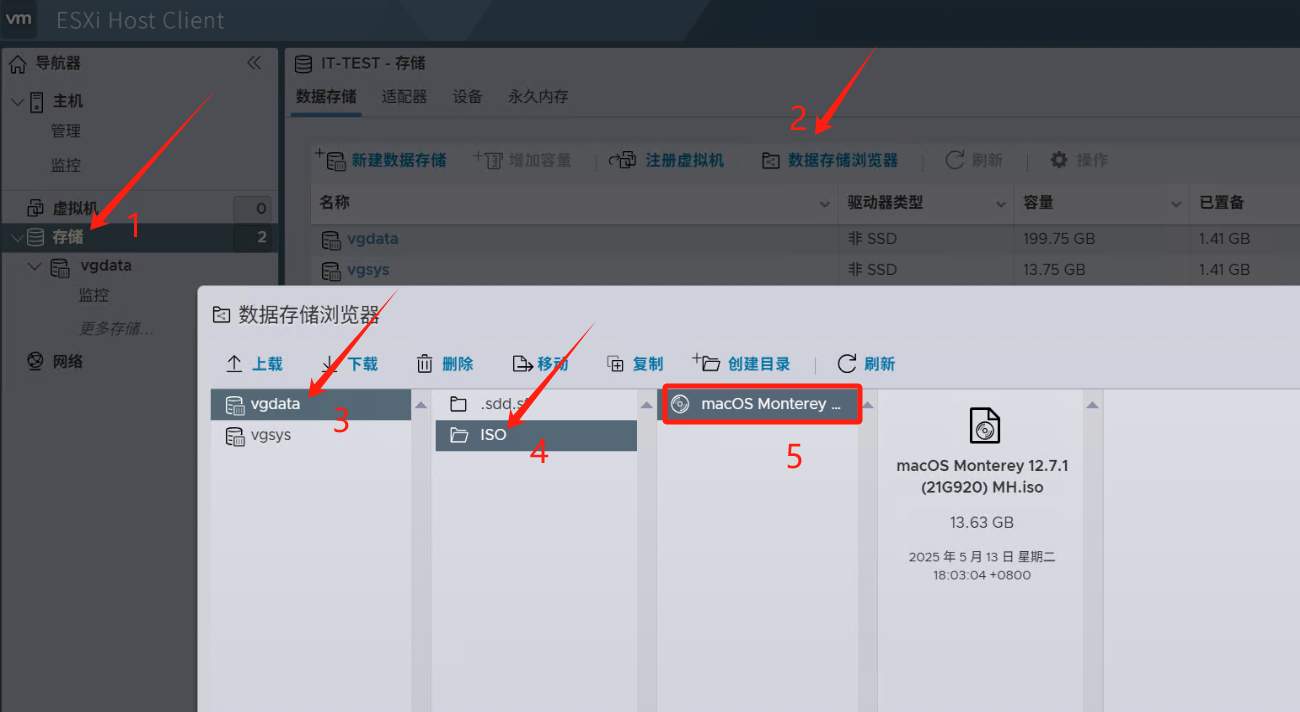 vm ESXi Host Client
导航器
主机
管理
监控
虚拟机 0
存储 2
vgdata
监控
更多存储...
网络
IT-TEST - 存储
数据存储 适配器 设备 永久内存
新建数据存储 增加容量 注册虚拟机 数据存储浏览器 刷新 操作
名称 驱动器类型 容量 已置备
vgdata 非 SSD 199.75 GB 1.41 GB
vgsys 非 SSD 13.75 GB 1.41 GB
1
2
数据存储浏览器
上载 下载 删除 移动 复制 创建目录 刷新
vgdata
vgsys
3
.sdd.sf
ISO
4
macOS Monterey ...
5
macOS Monterey 12.7.1
(21G920) MH.iso
13.63 GB
2025 年 5 月 13 日 星期二
18:03:04 +0800